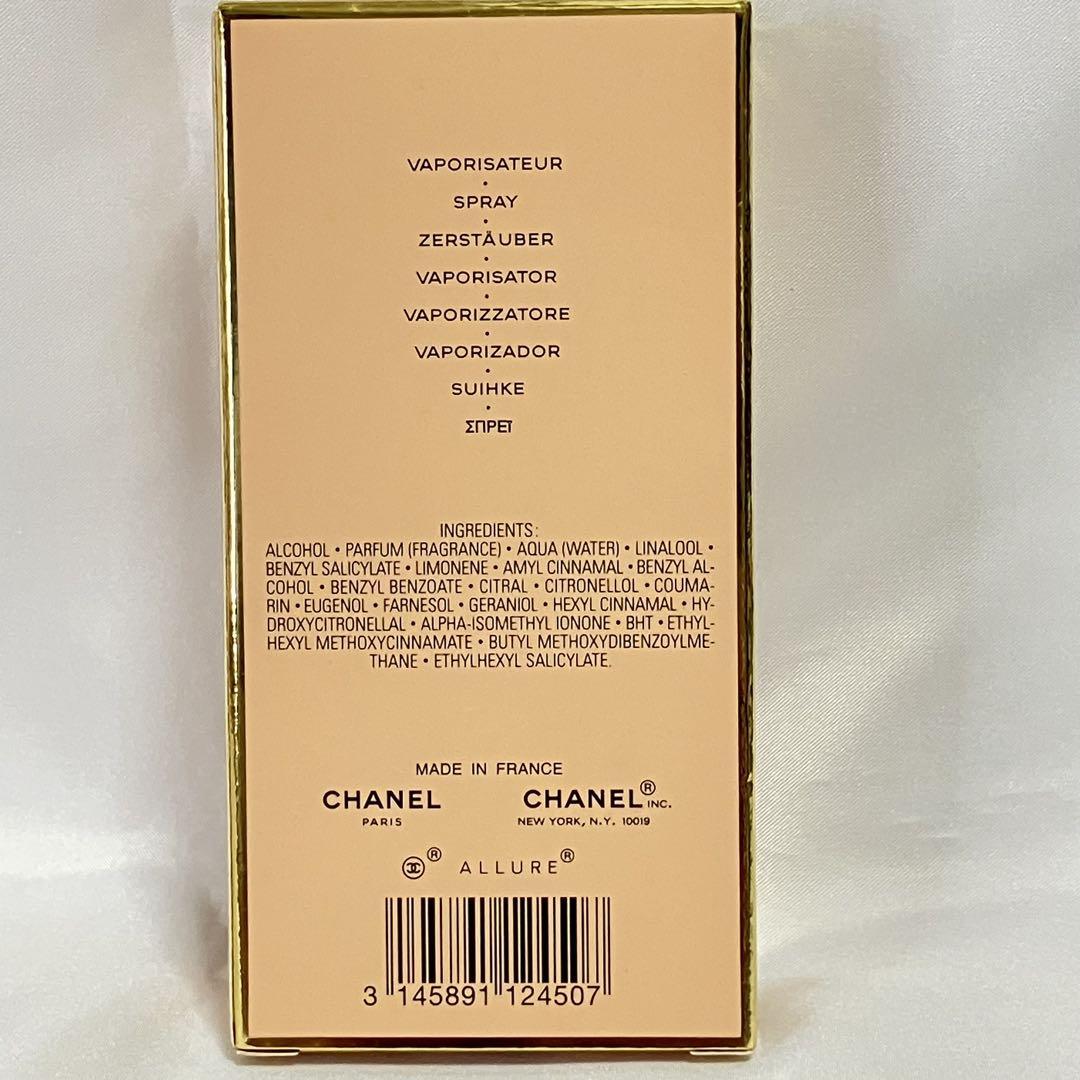 VAPORISATEUR
•
SPRAY
•
ZERSTÄUBER
•
VAPORISATOR
•
VAPORIZZATORE
•
VAPORIZADOR
•
SUIHKE
•
ΣΠΡΕΪ
INGREDIENTS:
ALCOHOL • PARFUM (FRAGRANCE) • AQUA (WATER) • LINALOOL •
BENZYL SALICYLATE • LIMONENE • AMYL CINNAMAL • BENZYL AL-
COHOL • BENZYL BENZOATE • CITRAL • CITRONELLOL • COUMA-
RIN • EUGENOL • FARNESOL • GERANIOL • HEXYL CINNAMAL • HY-
DROXYCITRONELLAL • ALPHA-ISOMETHYL IONONE • BHT • ETHYL-
HEXYL METHOXYCINNAMATE • BUTYL METHOXYDIBENZOYLME-
THANE • ETHYLHEXYL SALICYLATE.
MADE IN FRANCE
CHANEL CHANEL® INC.
PARIS NEW YORK, N.Y. 10019
® ALLURE®
3 145891 124507